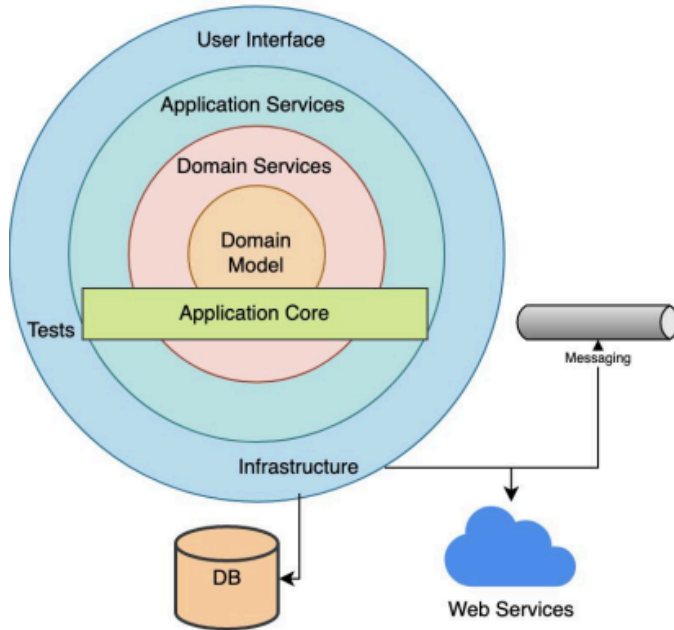 User Interface
Application Services
Domain Services
Domain
Model
Application Core
Tests
Messaging
Infrastructure
DB
Web Services